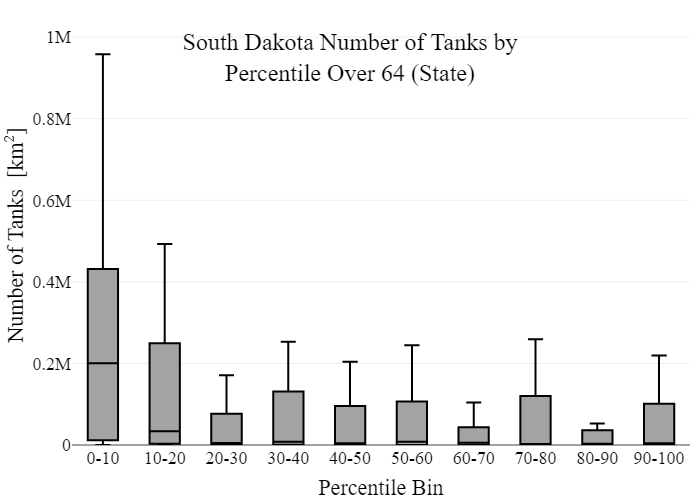 South Dakota Number of Tanks by
Percentile Over 64 (State)
Number of Tanks [km²]
1M
0.8M
0.6M
0.4M
0.2M
0
0-10 10-20 20-30 30-40 40-50 50-60 60-70 70-80 80-90 90-100
Percentile Bin